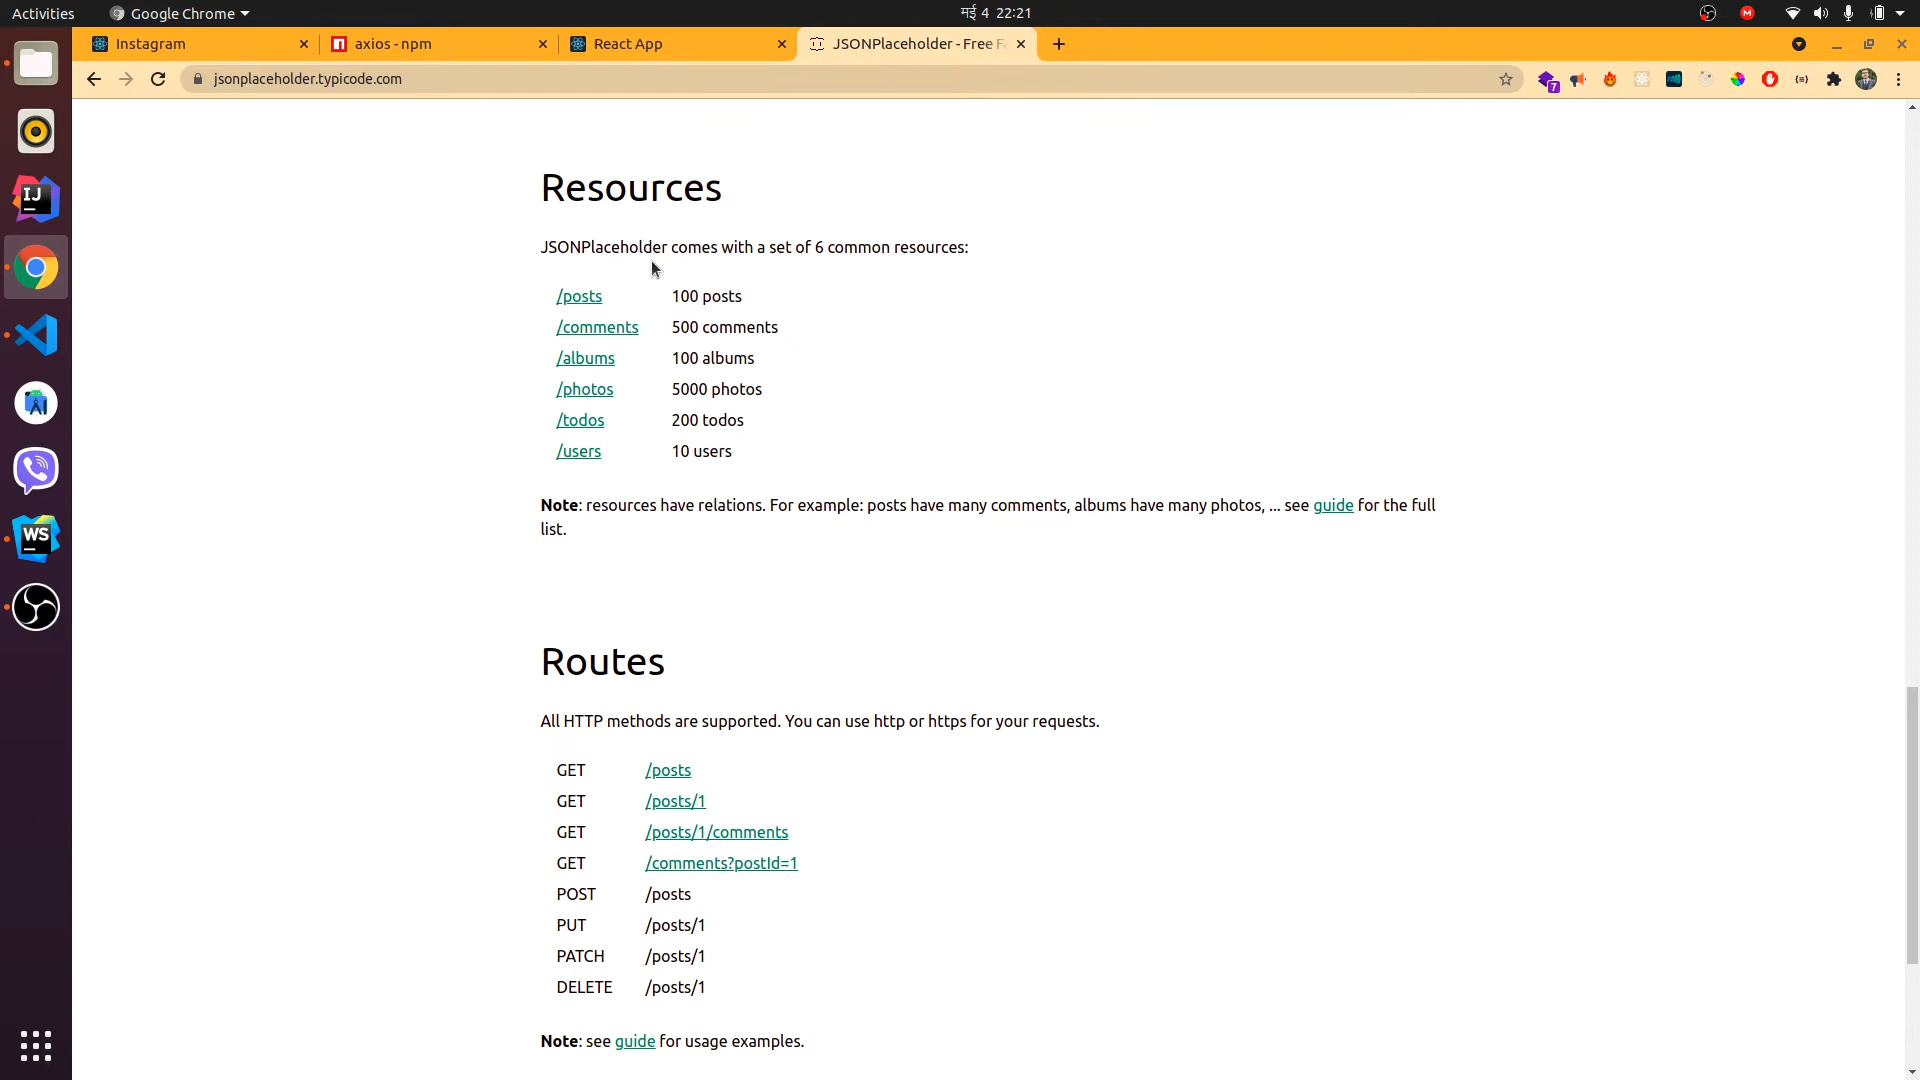 Activities Google Chrome मई 4 22:21
Instagram axios - npm React App JSONPlaceholder - Free F
jsonplaceholder.typicode.com 7
Resources
JSONPlaceholder comes with a set of 6 common resources:
/posts 100 posts
/comments 500 comments
/albums 100 albums
/photos 5000 photos
/todos 200 todos
/users 10 users
Note: resources have relations. For example: posts have many comments, albums have many photos, ... see guide for the full
list.
Routes
All HTTP methods are supported. You can use http or https for your requests.
GET /posts
GET /posts/1
GET /posts/1/comments
GET /comments?postId=1
POST /posts
PUT /posts/1
PATCH /posts/1
DELETE /posts/1
Note: see guide for usage examples.
IJ
WS